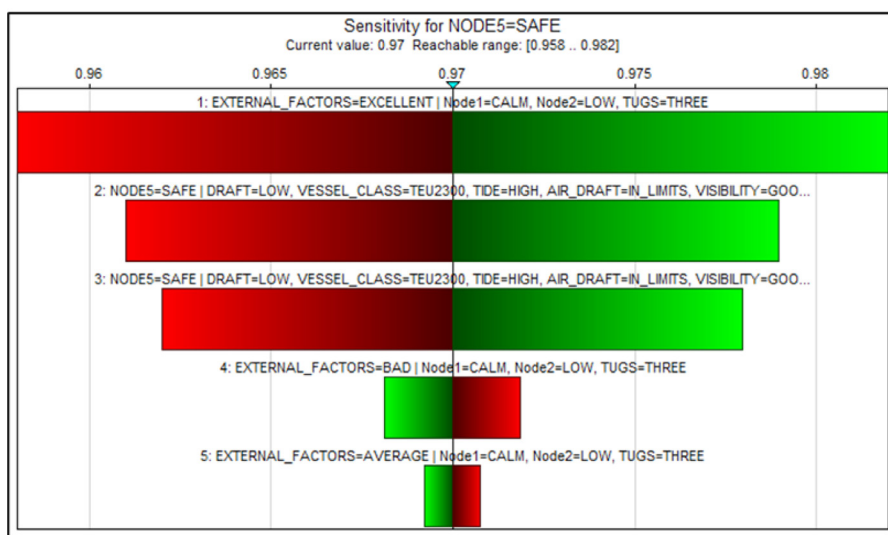 Sensitivity for NODE5=SAFE
Current value: 0.97 Reachable range: [0.958 .. 0.982]
0.96 0.965 0.97 0.975 0.98
1: EXTERNAL_FACTORS=EXCELLENT | Node1=CALM, Node2=LOW, TUGS=THREE
2: NODE5=SAFE | DRAFT=LOW, VESSEL_CLASS=TEU2300, TIDE=HIGH, AIR_DRAFT=IN_LIMITS, VISIBILITY=GOO...
3: NODE5=SAFE | DRAFT=LOW, VESSEL_CLASS=TEU2300, TIDE=HIGH, AIR_DRAFT=IN_LIMITS, VISIBILITY=GOO...
4: EXTERNAL_FACTORS=BAD | Node1=CALM, Node2=LOW, TUGS=THREE
5: EXTERNAL_FACTORS=AVERAGE | Node1=CALM, Node2=LOW, TUGS=THREE